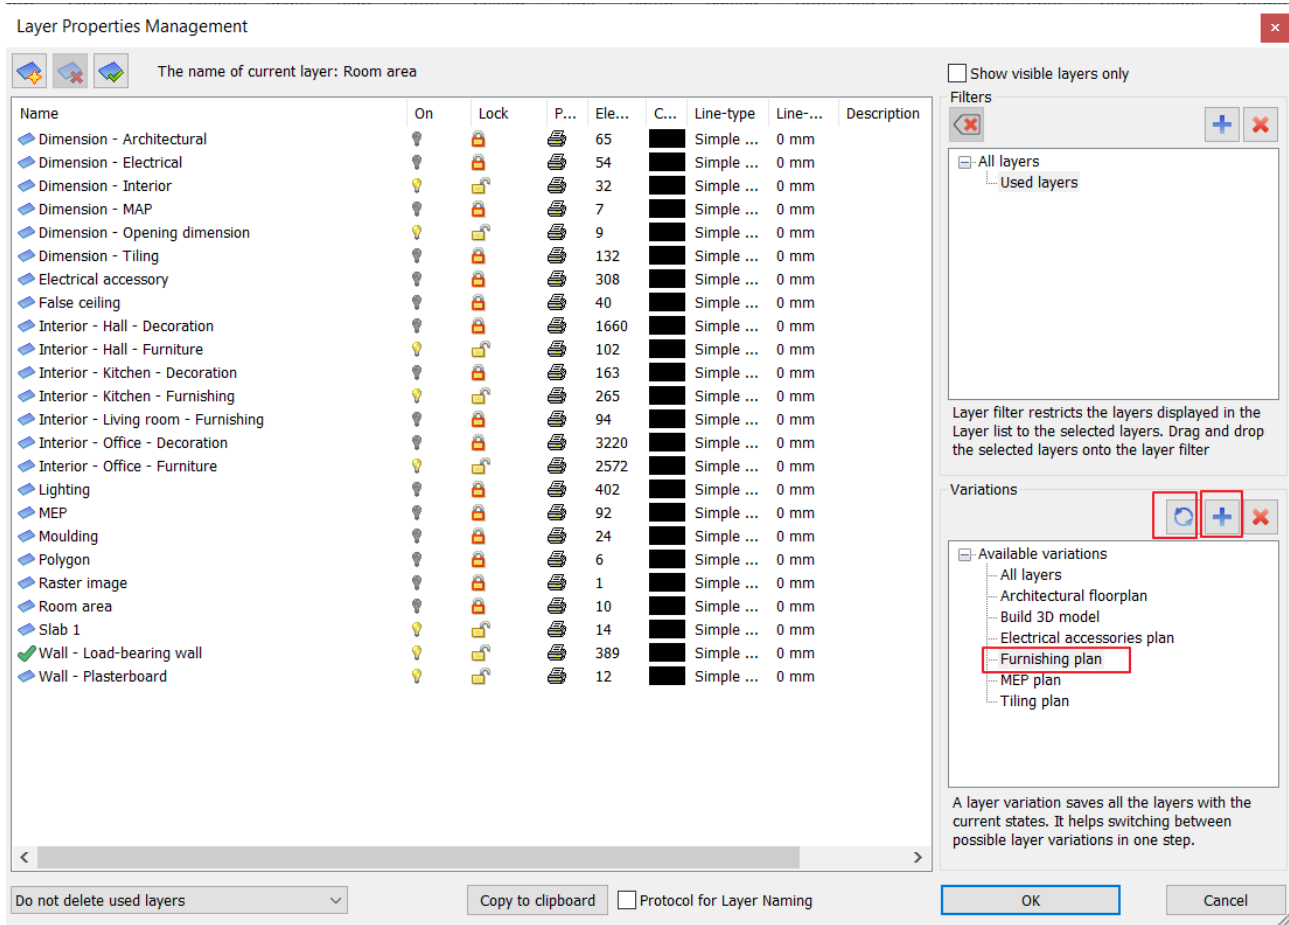 Layer Properties Management
The name of current layer: Room area
Show visible layers only
Name On Lock P... Ele... C... Line-type Line-... Description
Dimension - Architectural 65 Simple ... 0 mm
Dimension - Electrical 54 Simple ... 0 mm
Dimension - Interior 32 Simple ... 0 mm
Dimension - MAP 7 Simple ... 0 mm
Dimension - Opening dimension 9 Simple ... 0 mm
Dimension - Tiling 132 Simple ... 0 mm
Electrical accessory 308 Simple ... 0 mm
False ceiling 40 Simple ... 0 mm
Interior - Hall - Decoration 1660 Simple ... 0 mm
Interior - Hall - Furniture 102 Simple ... 0 mm
Interior - Kitchen - Decoration 163 Simple ... 0 mm
Interior - Kitchen - Furnishing 265 Simple ... 0 mm
Interior - Living room - Furnishing 94 Simple ... 0 mm
Interior - Office - Decoration 3220 Simple ... 0 mm
Interior - Office - Furniture 2572 Simple ... 0 mm
Lighting 402 Simple ... 0 mm
MEP 92 Simple ... 0 mm
Moulding 24 Simple ... 0 mm
Polygon 6 Simple ... 0 mm
Raster image 1 Simple ... 0 mm
Room area 10 Simple ... 0 mm
Slab 1 14 Simple ... 0 mm
Wall - Load-bearing wall 389 Simple ... 0 mm
Wall - Plasterboard 12 Simple ... 0 mm
Filters
All layers
Used layers
Layer filter restricts the layers displayed in the
Layer list to the selected layers. Drag and drop
the selected layers onto the layer filter
Variations
Available variations
All layers
Architectural floorplan
Build 3D model
Electrical accessories plan
Furnishing plan
MEP plan
Tiling plan
A layer variation saves all the layers with the
current states. It helps switching between
possible layer variations in one step.
Do not delete used layers
Copy to clipboard
Protocol for Layer Naming
OK
Cancel